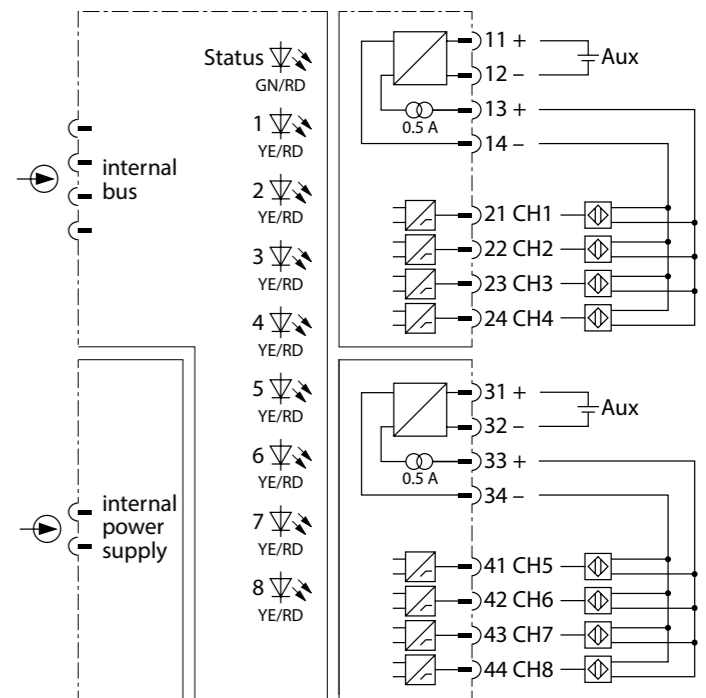 Status
GN/RD
1
YE/RD
2
YE/RD
3
YE/RD
4
YE/RD
5
YE/RD
6
YE/RD
7
YE/RD
8
YE/RD
internal
bus
internal
power
supply
11 +
Aux
12 –
13 +
0.5 A
14 –
21 CH1
22 CH2
23 CH3
24 CH4
31 +
Aux
32 –
33 +
0.5 A
34 –
41 CH5
42 CH6
43 CH7
44 CH8